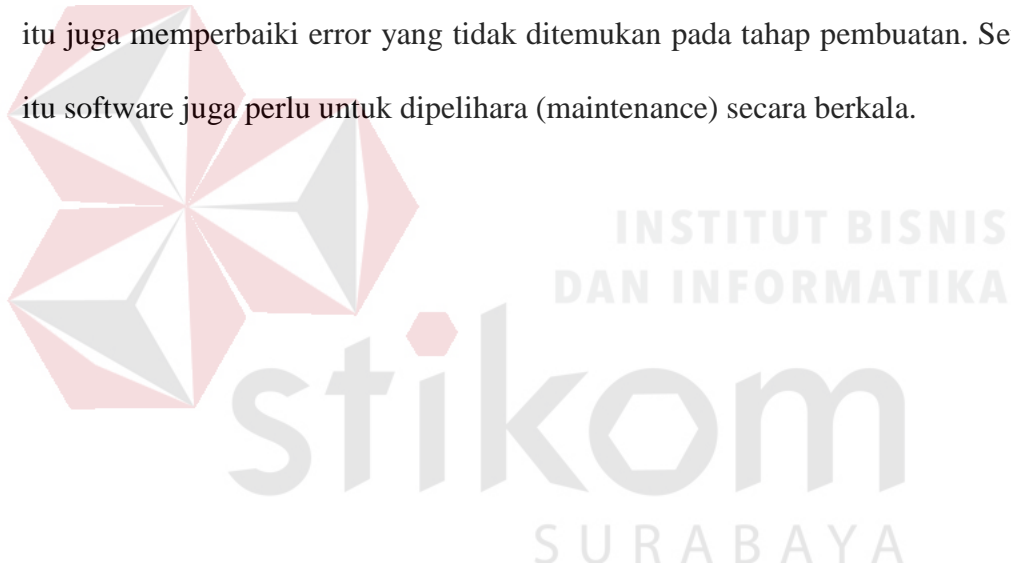 itu juga memperbaiki error yang tidak ditemukan pada tahap pembuatan. Se
itu software juga perlu untuk dipelihara (maintenance) secara berkala.
INSTITUT BISNIS
DAN INFORMATIKA
stikom
SURABAYA